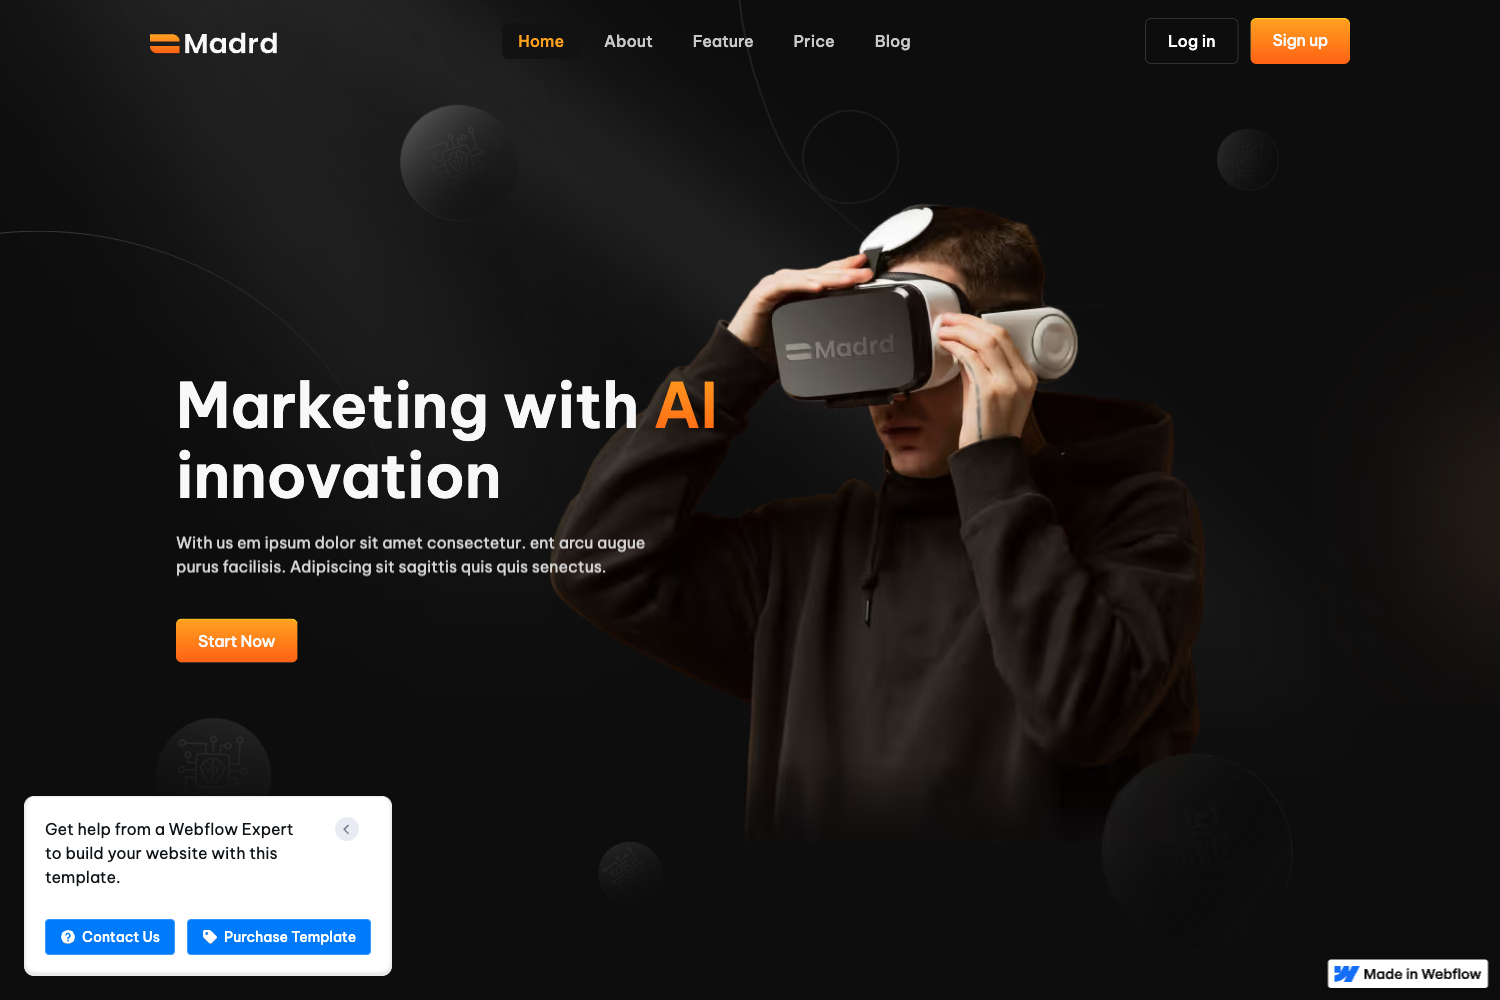 Madrd
Home
About
Feature
Price
Blog
Log in
Sign up
Madrd
Marketing with AI
innovation
With us em ipsum dolor sit amet consectetur. ent arcu augue
purus facilisis. Adipiscing sit sagittis quis quis senectus.
Start Now
Get help from a Webflow Expert
to build your website with this
template.
Contact Us
Purchase Template
Made in Webflow